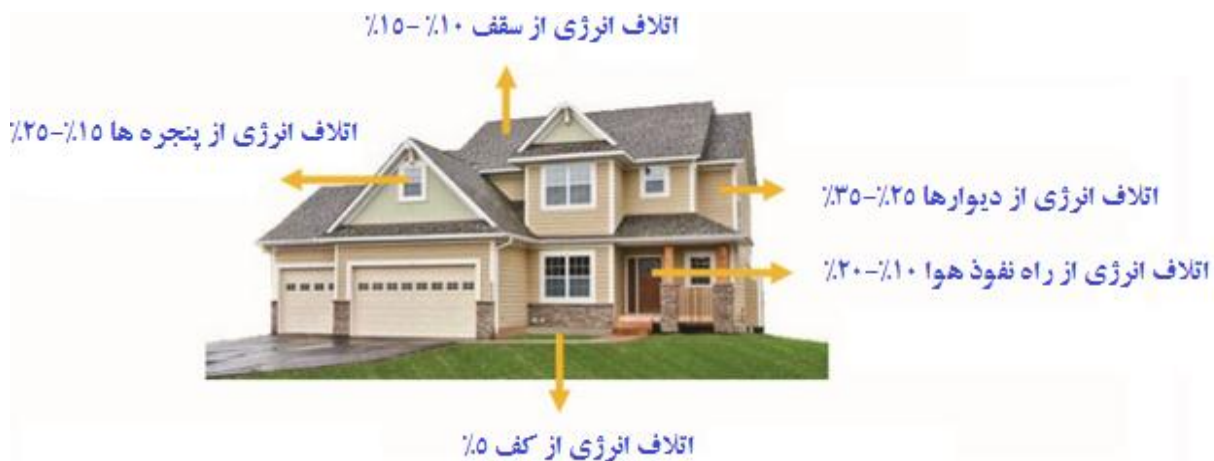 اتلاف انرژی از سقف ۱۰٪ -۱۵٪
اتلاف انرژی از پنجره ها ۱۵٪-۲۵٪
اتلاف انرژی از دیوارها ۲۵٪-۳۵٪
اتلاف انرژی از راه نفوذ هوا ۱۰٪-۲۰٪
اتلاف انرژی از کف ۵٪